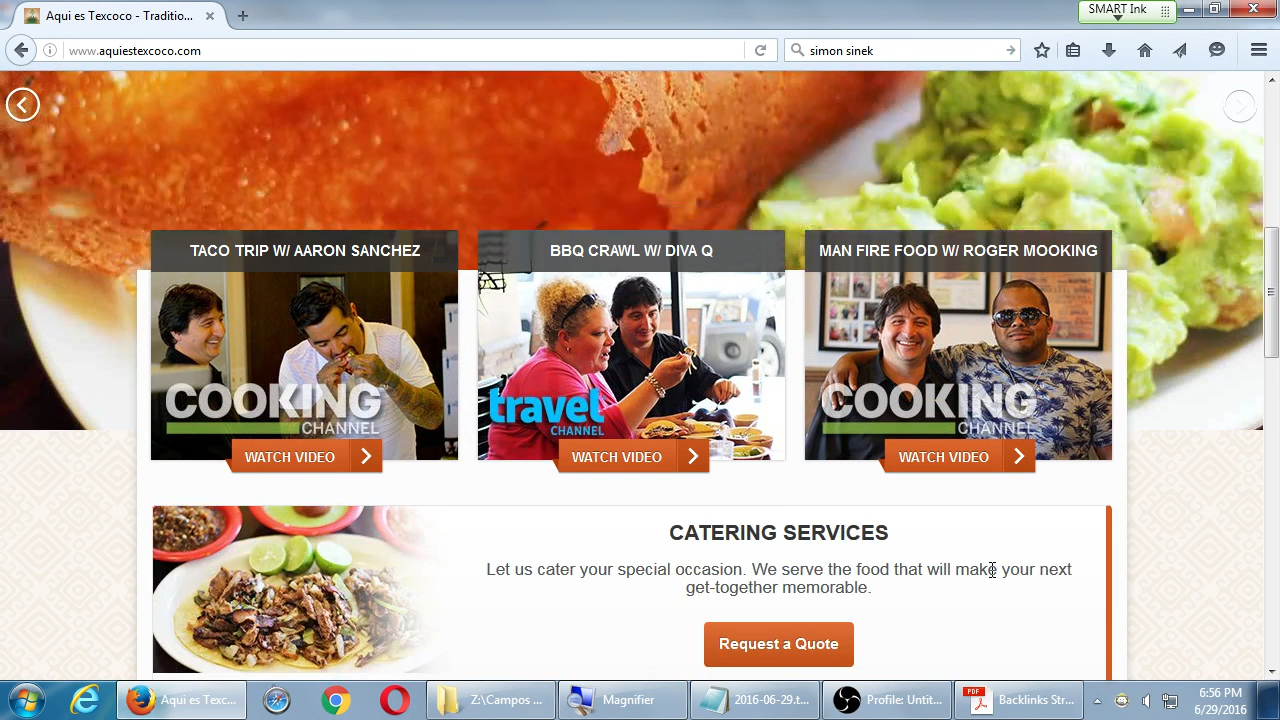 Aqui es Texcoco - Traditio...
SMART Ink
www.aquiestexcoco.com
simon sinek
TACO TRIP W/ AARON SANCHEZ
BBQ CRAWL W/ DIVA Q
MAN FIRE FOOD W/ ROGER MOOKING
COOKING
CHANNEL
travel
CHANNEL
COOKING
CHANNEL
WATCH VIDEO
WATCH VIDEO
WATCH VIDEO
CATERING SERVICES
Let us cater your special occasion. We serve the food that will make your next
get-together memorable.
Request a Quote
Aqui es Texc...
Z:\Campos ...
Magnifier
2016-06-29.t...
Profile: Untit...
PDF
Backlinks Str...
6:56 PM
6/29/2016